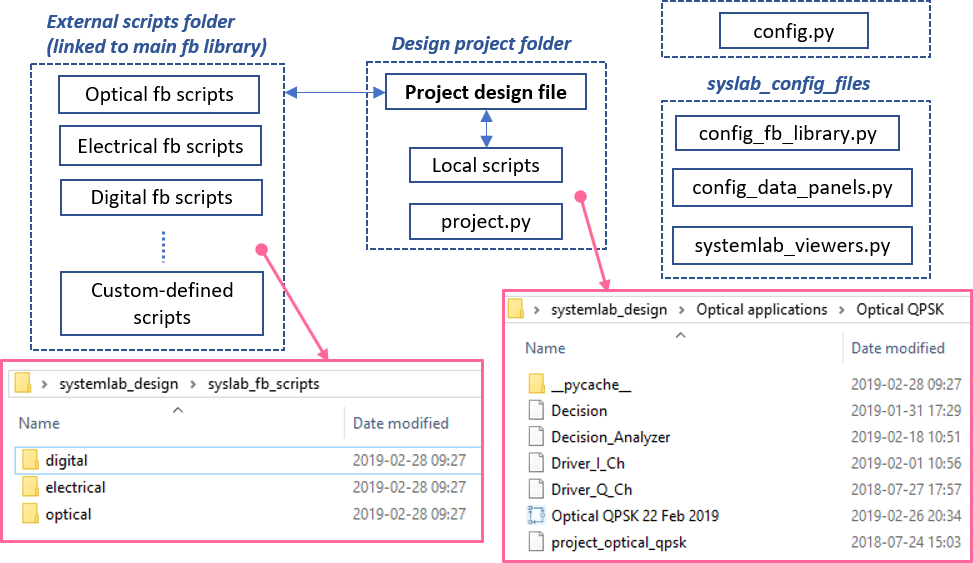 External scripts folder
(linked to main fb library)
Optical fb scripts
Electrical fb scripts
Digital fb scripts
Custom-defined
scripts
Design project folder
Project design file
Local scripts
project.py
config.py
syslab_config_files
config_fb_library.py
config_data_panels.py
systemlab_viewers.py
systemlab_design > syslab_fb_scripts
Name Date modified
digital 2019-02-28 09:27
electrical 2019-02-28 09:27
optical 2019-02-28 09:27
systemlab_design > Optical applications > Optical QPSK
Name Date modified
__pycache__ 2019-02-28 09:27
Decision 2019-01-31 17:29
Decision_Analyzer 2019-02-18 10:51
Driver_I_Ch 2019-02-01 10:56
Driver_Q_Ch 2018-07-27 17:57
Optical QPSK 22 Feb 2019 2019-02-26 20:34
project_optical_qpsk 2018-07-24 15:03